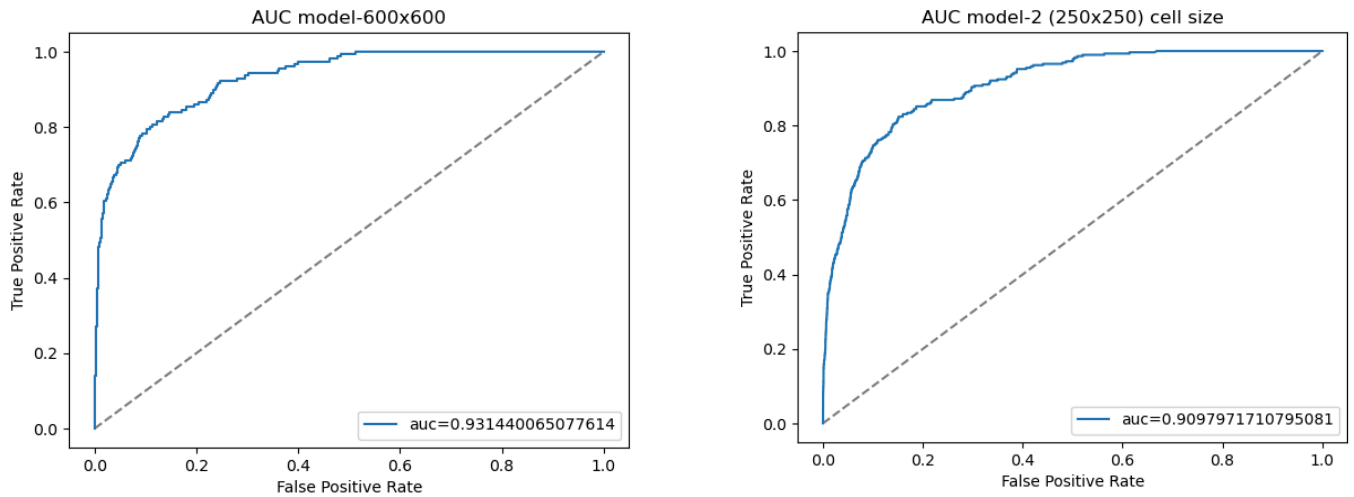 AUC model-600x600
1.0
0.8
0.6
0.4
0.2
0.0
True Positive Rate
auc=0.931440065077614
0.0 0.2 0.4 0.6 0.8 1.0
False Positive Rate
AUC model-2 (250x250) cell size
1.0
0.8
0.6
0.4
0.2
0.0
True Positive Rate
auc=0.9097971710795081
0.0 0.2 0.4 0.6 0.8 1.0
False Positive Rate